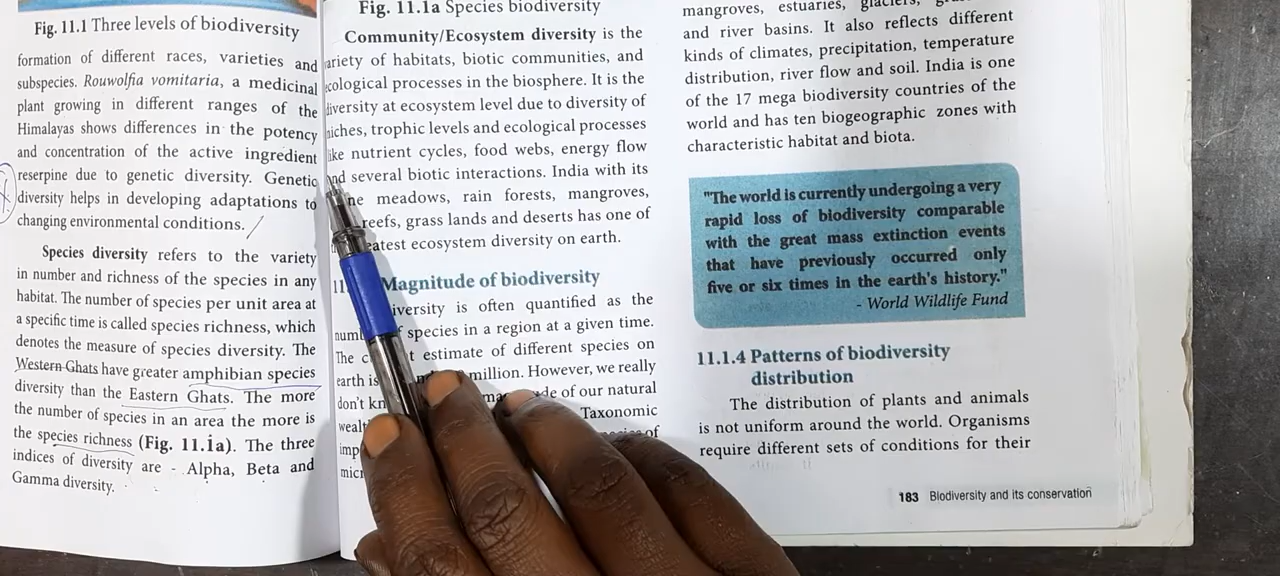 Fig. 11.1 Three levels of biodiversity
formation of different races, varieties and
subspecies. Rouwolfia vomitaria, a medicinal
plant growing in different ranges of the
Himalayas shows differences in the potency
and concentration of the active ingredient
reserpine due to genetic diversity. Genetic
diversity helps in developing adaptations to
changing environmental conditions.
Species diversity refers to the variety
in number and richness of the species in any
habitat. The number of species per unit area at
a specific time is called species richness, which
denotes the measure of species diversity. The
Western Ghats have greater amphibian species
diversity than the Eastern Ghats. The more
the number of species in an area the more is
the species richness (Fig. 11.1a). The three
indices of diversity are - Alpha, Beta and
Gamma diversity.
Fig. 11.1a Species biodiversity
Community/Ecosystem diversity is the
variety of habitats, biotic communities, and
ecological processes in the biosphere. It is the
diversity at ecosystem level due to diversity of
niches, trophic levels and ecological processes
like nutrient cycles, food webs, energy flow
and several biotic interactions. India with its
meadows, rain forests, mangroves,
reefs, grass lands and deserts has one of
ecosystem diversity on earth.
Magnitude of biodiversity
is often quantified as the
species in a region at a given time.
The estimate of different species on
earth is million. However, we really
don't of our natural
Taxonomic
of
mangroves, estuaries, glaciers,
and river basins. It also reflects different
kinds of climates, precipitation, temperature
distribution, river flow and soil. India is one
of the 17 mega biodiversity countries of the
world and has ten biogeographic zones with
characteristic habitat and biota.
"The world is currently undergoing a very
rapid loss of biodiversity comparable
with the great mass extinction events
that have previously occurred only
five or six times in the earth's history."
- World Wildlife Fund
11.1.4 Patterns of biodiversity
distribution
The distribution of plants and animals
is not uniform around the world. Organisms
require different sets of conditions for their
183 Biodiversity and its conservation